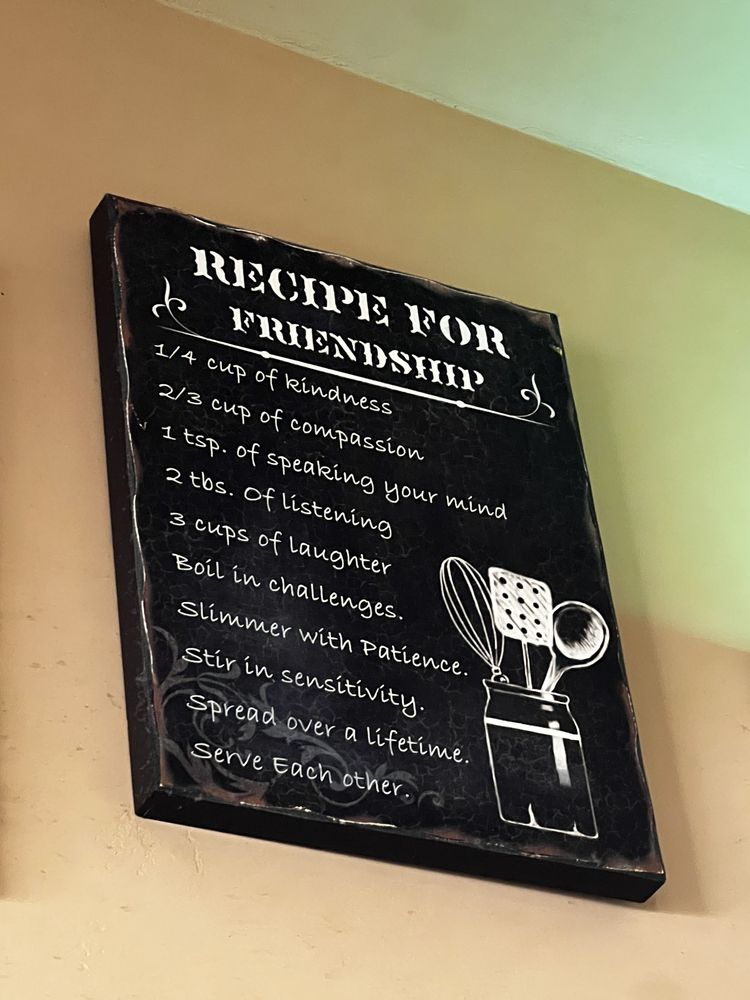 RECIPE FOR
FRIENDSHIP
1/4 cup of kindness
2/3 cup of compassion
1 tsp. of speaking your mind
2 tbs. Of listening
3 cups of laughter
Boil in challenges.
Slimmer with Patience.
Stir in sensitivity.
Spread over a lifetime.
Serve Each other.